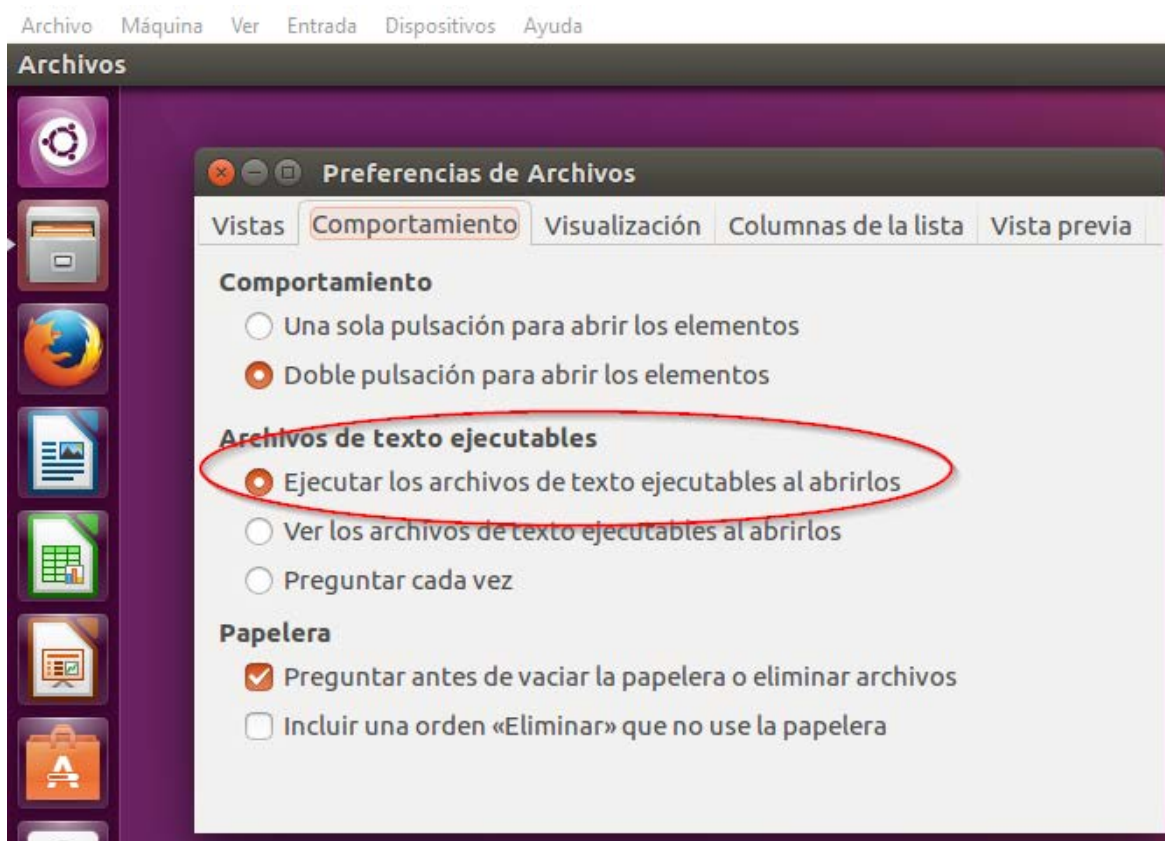 Archivo Máquina Ver Entrada Dispositivos Ayuda
Archivos
Preferencias de Archivos
Vistas Comportamiento Visualización Columnas de la lista Vista previa
Comportamiento
Una sola pulsación para abrir los elementos
Doble pulsación para abrir los elementos
Archivos de texto ejecutables
Ejecutar los archivos de texto ejecutables al abrirlos
Ver los archivos de texto ejecutables al abrirlos
Preguntar cada vez
Papelera
Preguntar antes de vaciar la papelera o eliminar archivos
Incluir una orden «Eliminar» que no use la papelera